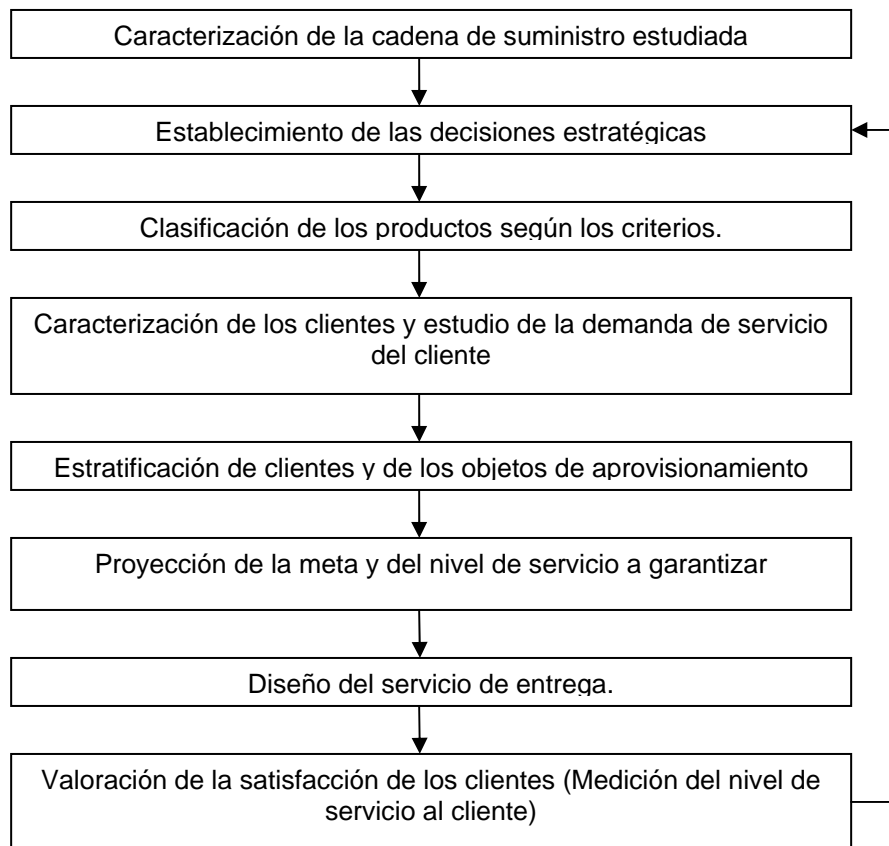 Caracterización de la cadena de suministro estudiada
Establecimiento de las decisiones estratégicas
Clasificación de los productos según los criterios.
Caracterización de los clientes y estudio de la demanda de servicio
del cliente
Estratificación de clientes y de los objetos de aprovisionamiento
Proyección de la meta y del nivel de servicio a garantizar
Diseño del servicio de entrega.
Valoración de la satisfacción de los clientes (Medición del nivel de
servicio al cliente)